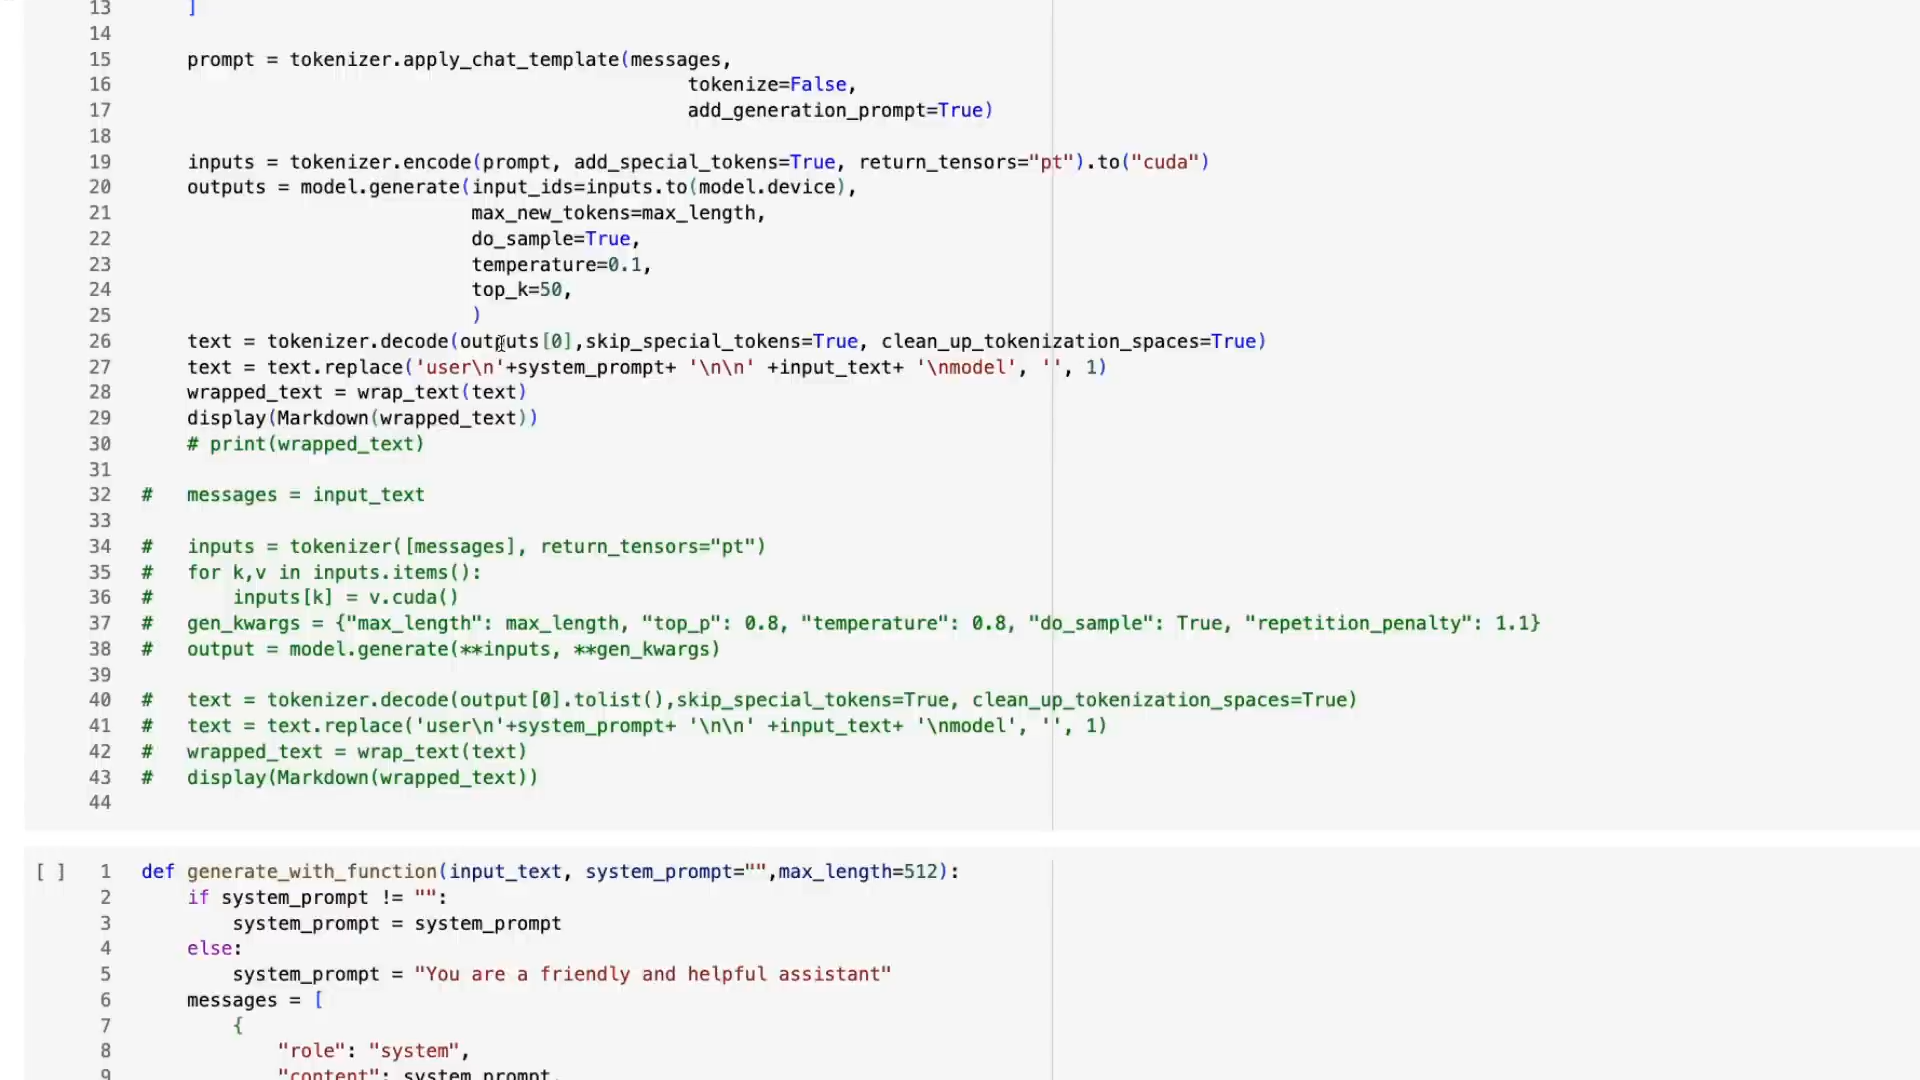 13 ]
14
15 prompt = tokenizer.apply_chat_template(messages,
16 tokenize=False,
17 add_generation_prompt=True)
18
19 inputs = tokenizer.encode(prompt, add_special_tokens=True, return_tensors="pt").to("cuda")
20 outputs = model.generate(input_ids=inputs.to(model.device),
21 max_new_tokens=max_length,
22 do_sample=True,
23 temperature=0.1,
24 top_k=50,
25 )
26 text = tokenizer.decode(outputs[0],skip_special_tokens=True, clean_up_tokenization_spaces=True)
27 text = text.replace('user\n'+system_prompt+ '\n\n' +input_text+ '\nmodel', '', 1)
28 wrapped_text = wrap_text(text)
29 display(Markdown(wrapped_text))
30 # print(wrapped_text)
31
32 # messages = input_text
33
34 # inputs = tokenizer([messages], return_tensors="pt")
35 # for k,v in inputs.items():
36 # inputs[k] = v.cuda()
37 # gen_kwargs = {"max_length": max_length, "top_p": 0.8, "temperature": 0.8, "do_sample": True, "repetition_penalty": 1.1}
38 # output = model.generate(**inputs, **gen_kwargs)
39
40 # text = tokenizer.decode(output[0].tolist(),skip_special_tokens=True, clean_up_tokenization_spaces=True)
41 # text = text.replace('user\n'+system_prompt+ '\n\n' +input_text+ '\nmodel', '', 1)
42 # wrapped_text = wrap_text(text)
43 # display(Markdown(wrapped_text))
44
[ ] 1 def generate_with_function(input_text, system_prompt="",max_length=512):
2 if system_prompt != "":
3 system_prompt = system_prompt
4 else:
5 system_prompt = "You are a friendly and helpful assistant"
6 messages = [
7 {
8 "role": "system",
9 "content": system_prompt,